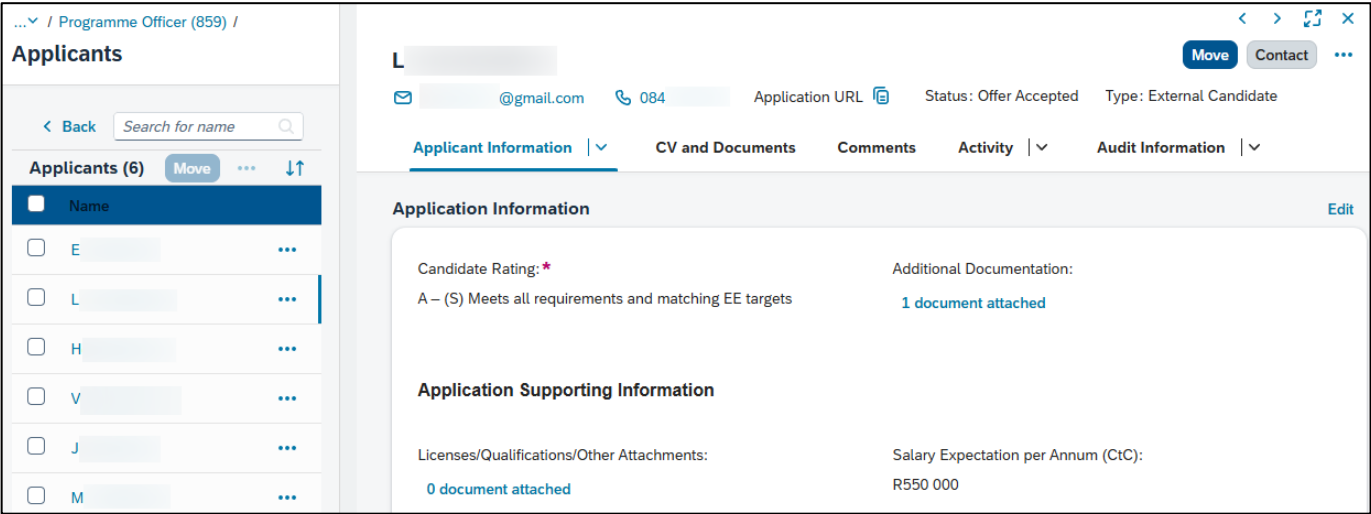 ... / Programme Officer (859) /
Applicants
Back
Search for name
Applicants (6) Move ...
Name
E
L
H
V
J
M
L
Move Contact ...
@gmail.com 084 Application URL Status: Offer Accepted Type: External Candidate
Applicant Information CV and Documents Comments Activity Audit Information
Application Information Edit
Candidate Rating:* Additional Documentation:
A – (S) Meets all requirements and matching EE targets 1 document attached
Application Supporting Information
Licenses/Qualifications/Other Attachments: Salary Expectation per Annum (CtC):
0 document attached R550 000